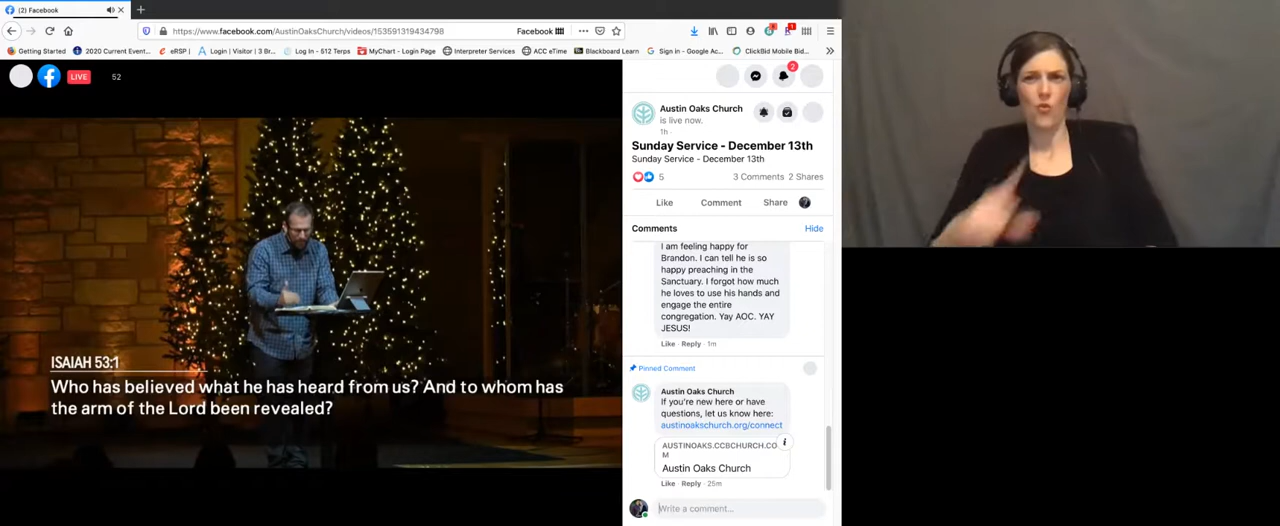 (2) Facebook
https://www.facebook.com/AustinOaksChurch/videos/153591319434798
Facebook
Getting Started
2020 Current Event...
eRSP |
Login | Visitor | 3 Br...
Log In - 512 Terps
MyChart - Login Page
Interpreter Services
ACC eTime
Blackboard Learn
Sign in - Google Ac...
ClickBid Mobile Bid...
LIVE
52
2
Austin Oaks Church
is live now.
1h
Sunday Service - December 13th
Sunday Service - December 13th
5
3 Comments 2 Shares
Like
Comment
Share
Comments
Hide
I am feeling happy for
Brandon. I can tell he is so
happy preaching in the
Sanctuary. I forgot how much
he loves to use his hands and
engage the entire
congregation. Yay AOC. YAY
JESUS!
Like · Reply · 1m
Pinned Comment
Austin Oaks Church
If you're new here or have
questions, let us know here:
austinoakschurch.org/connect
AUSTINOAKS.CCBCHURCH.CO
M
Austin Oaks Church
Like · Reply · 25m
Write a comment...
ISAIAH 53:1
Who has believed what he has heard from us? And to whom has
the arm of the Lord been revealed?